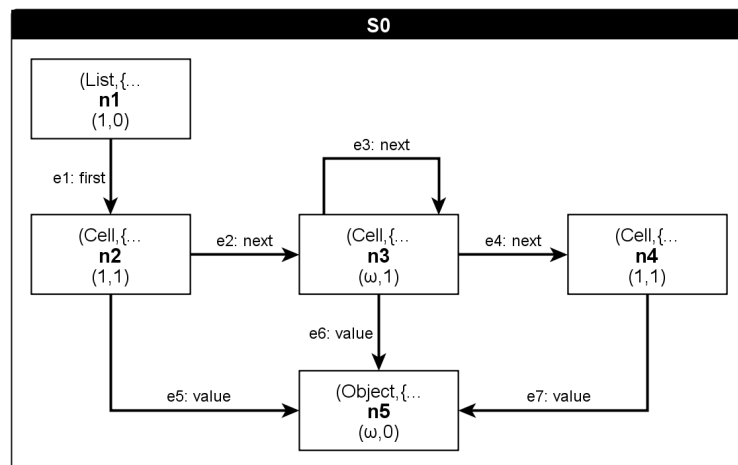 S0
(List,{...
n1
(1,0)
e3: next
e1: first
(Cell,{...
n2
(1,1)
e2: next
(Cell,{...
n3
(ω,1)
e4: next
(Cell,{...
n4
(1,1)
e6: value
e5: value
(Object,{...
n5
(ω,0)
e7: value